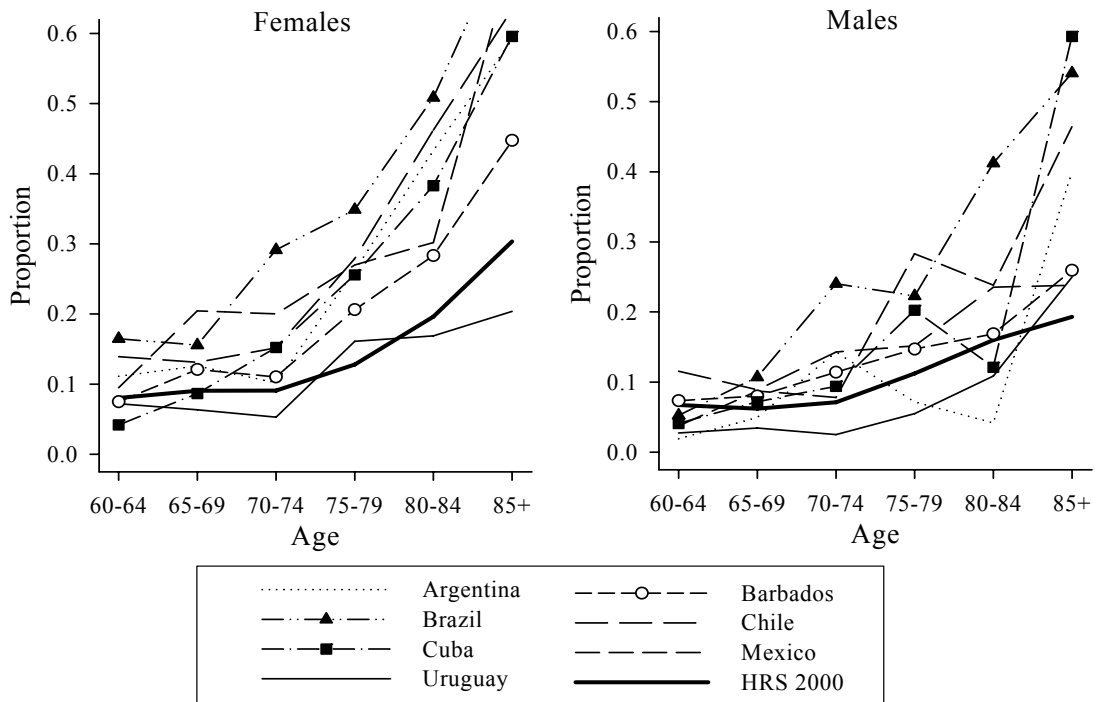 Females
Proportion
0.6
0.5
0.4
0.3
0.2
0.1
0.0
60-64 65-69 70-74 75-79 80-84 85+
Age
Males
Proportion
0.6
0.5
0.4
0.3
0.2
0.1
0.0
60-64 65-69 70-74 75-79 80-84 85+
Age
Argentina
Brazil
Cuba
Uruguay
Barbados
Chile
Mexico
HRS 2000